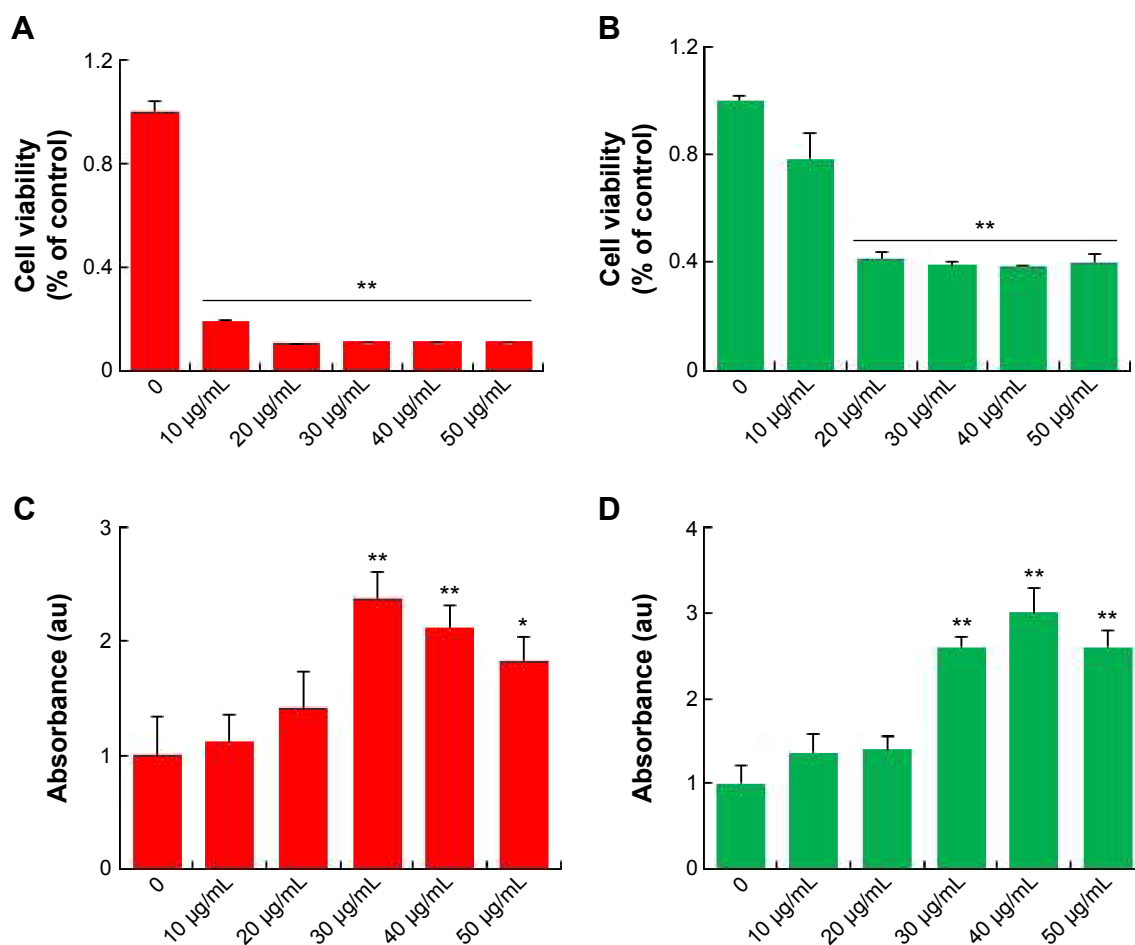 A
Cell viability
(% of control)
1.2
0.8
0.4
0
**
0
10 µg/mL
20 µg/mL
30 µg/mL
40 µg/mL
50 µg/mL
B
Cell viability
(% of control)
1.2
0.8
0.4
0
**
0
10 µg/mL
20 µg/mL
30 µg/mL
40 µg/mL
50 µg/mL
C
Absorbance (au)
3
2
1
0
**
**
*
0
10 µg/mL
20 µg/mL
30 µg/mL
40 µg/mL
50 µg/mL
D
Absorbance (au)
4
3
2
1
0
**
**
**
0
10 µg/mL
20 µg/mL
30 µg/mL
40 µg/mL
50 µg/mL